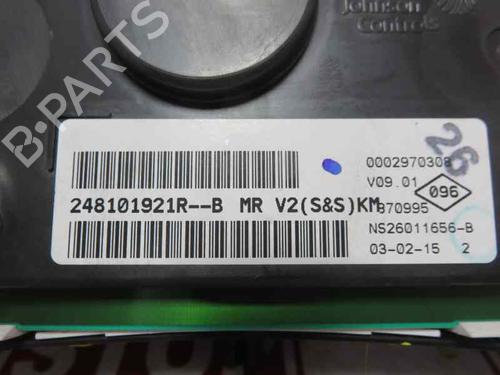 Johnson
Controls
B-PARTS
26
0002970308
V09.01
096
248101921R--B MR V2(S&S)KM
870995
NS26011656-B
03-02-15 2